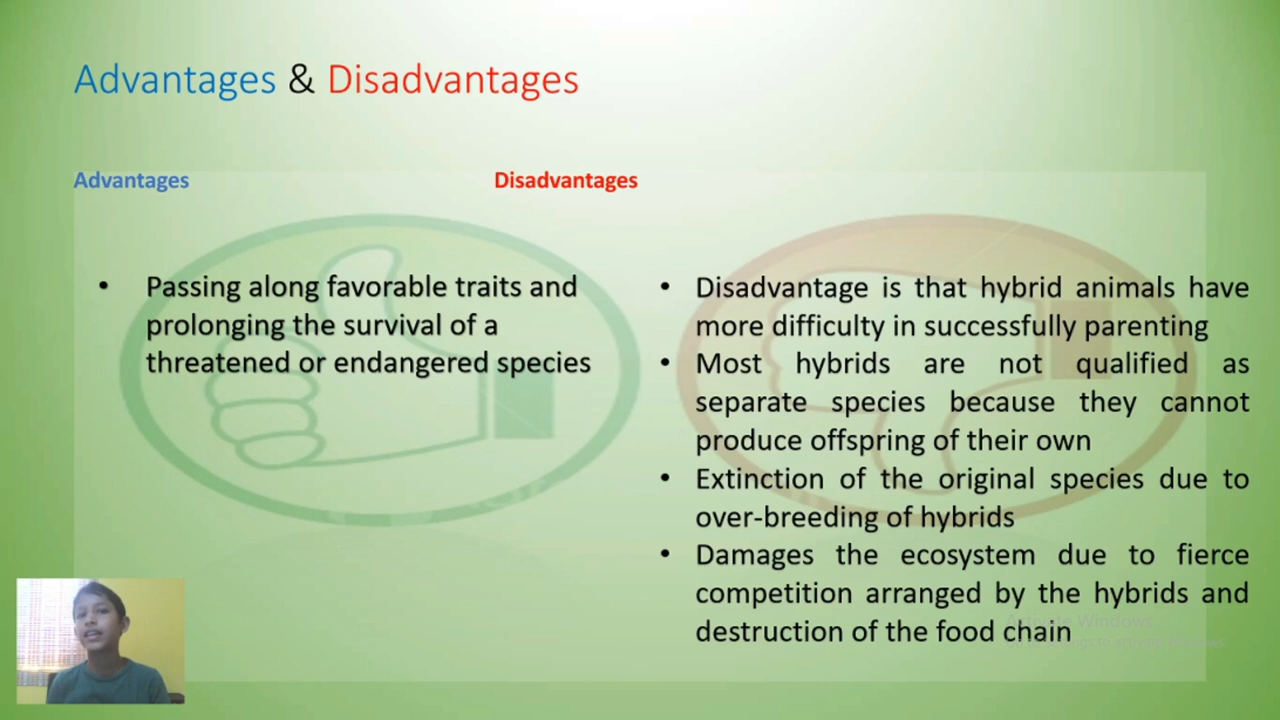 Advantages & Disadvantages
Advantages
Disadvantages
• Passing along favorable traits and
prolonging the survival of a
threatened or endangered species
• Disadvantage is that hybrid animals have
more difficulty in successfully parenting
• Most hybrids are not qualified as
separate species because they cannot
produce offspring of their own
• Extinction of the original species due to
over-breeding of hybrids
• Damages the ecosystem due to fierce
competition arranged by the hybrids and
destruction of the food chain
Activate Windows